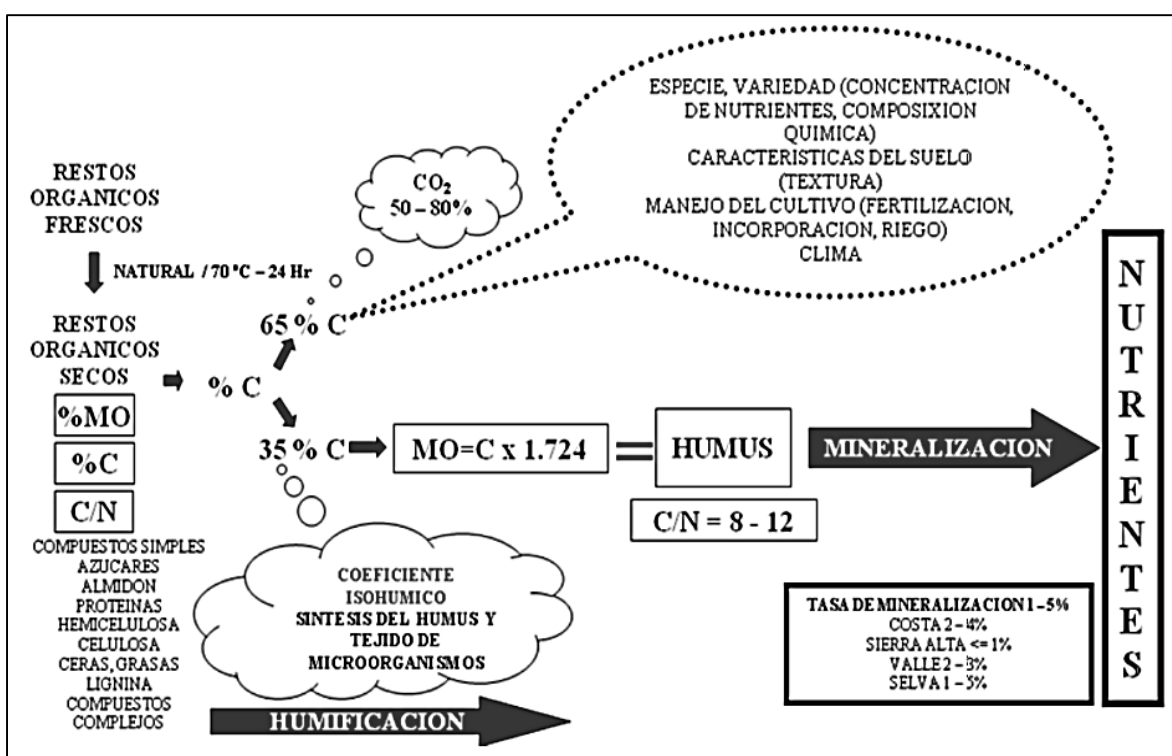 RESTOS
ORGANICOS
FRESCOS
NATURAL / 70 °C – 24 Hr
RESTOS
ORGANICOS
SECOS
%MO
%C
C/N
COMPUESTOS SIMPLES
AZUCARES
ALMIDON
PROTEINAS
HEMICELULOSA
CELULOSA
CERAS, GRASAS
LIGNINA
COMPUESTOS
COMPLEJOS
% C
65 % C
CO₂
50 – 80%
ESPECIE, VARIEDAD (CONCENTRACION
DE NUTRIENTES, COMPOSIXION
QUIMICA)
CARACTERISTICAS DEL SUELO
(TEXTURA)
MANEJO DEL CULTIVO (FERTILIZACION,
INCORPORACION, RIEGO)
CLIMA
35 % C
MO=C x 1.724
HUMUS
C/N = 8 - 12
MINERALIZACION
NUTRIENTES
COEFICIENTE
ISOHUMICO
SINTESIS DEL HUMUS Y
TEJIDO DE
MICROORGANISMOS
HUMIFICACION
TASA DE MINERALIZACION 1 – 5%
COSTA 2 – 4%
SIERRA ALTA <= 1%
VALLE 2 – 3%
SELVA 1 –